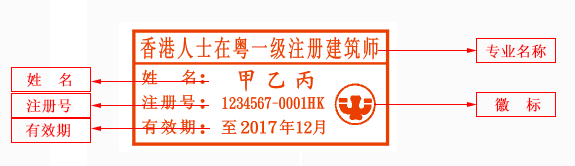 香港人士在粤一级注册建筑师
姓 名： 甲乙丙
注册号： 1234567-0001HK
有效期： 至2017年12月
姓 名
注册号
有效期
专业名称
徽 标